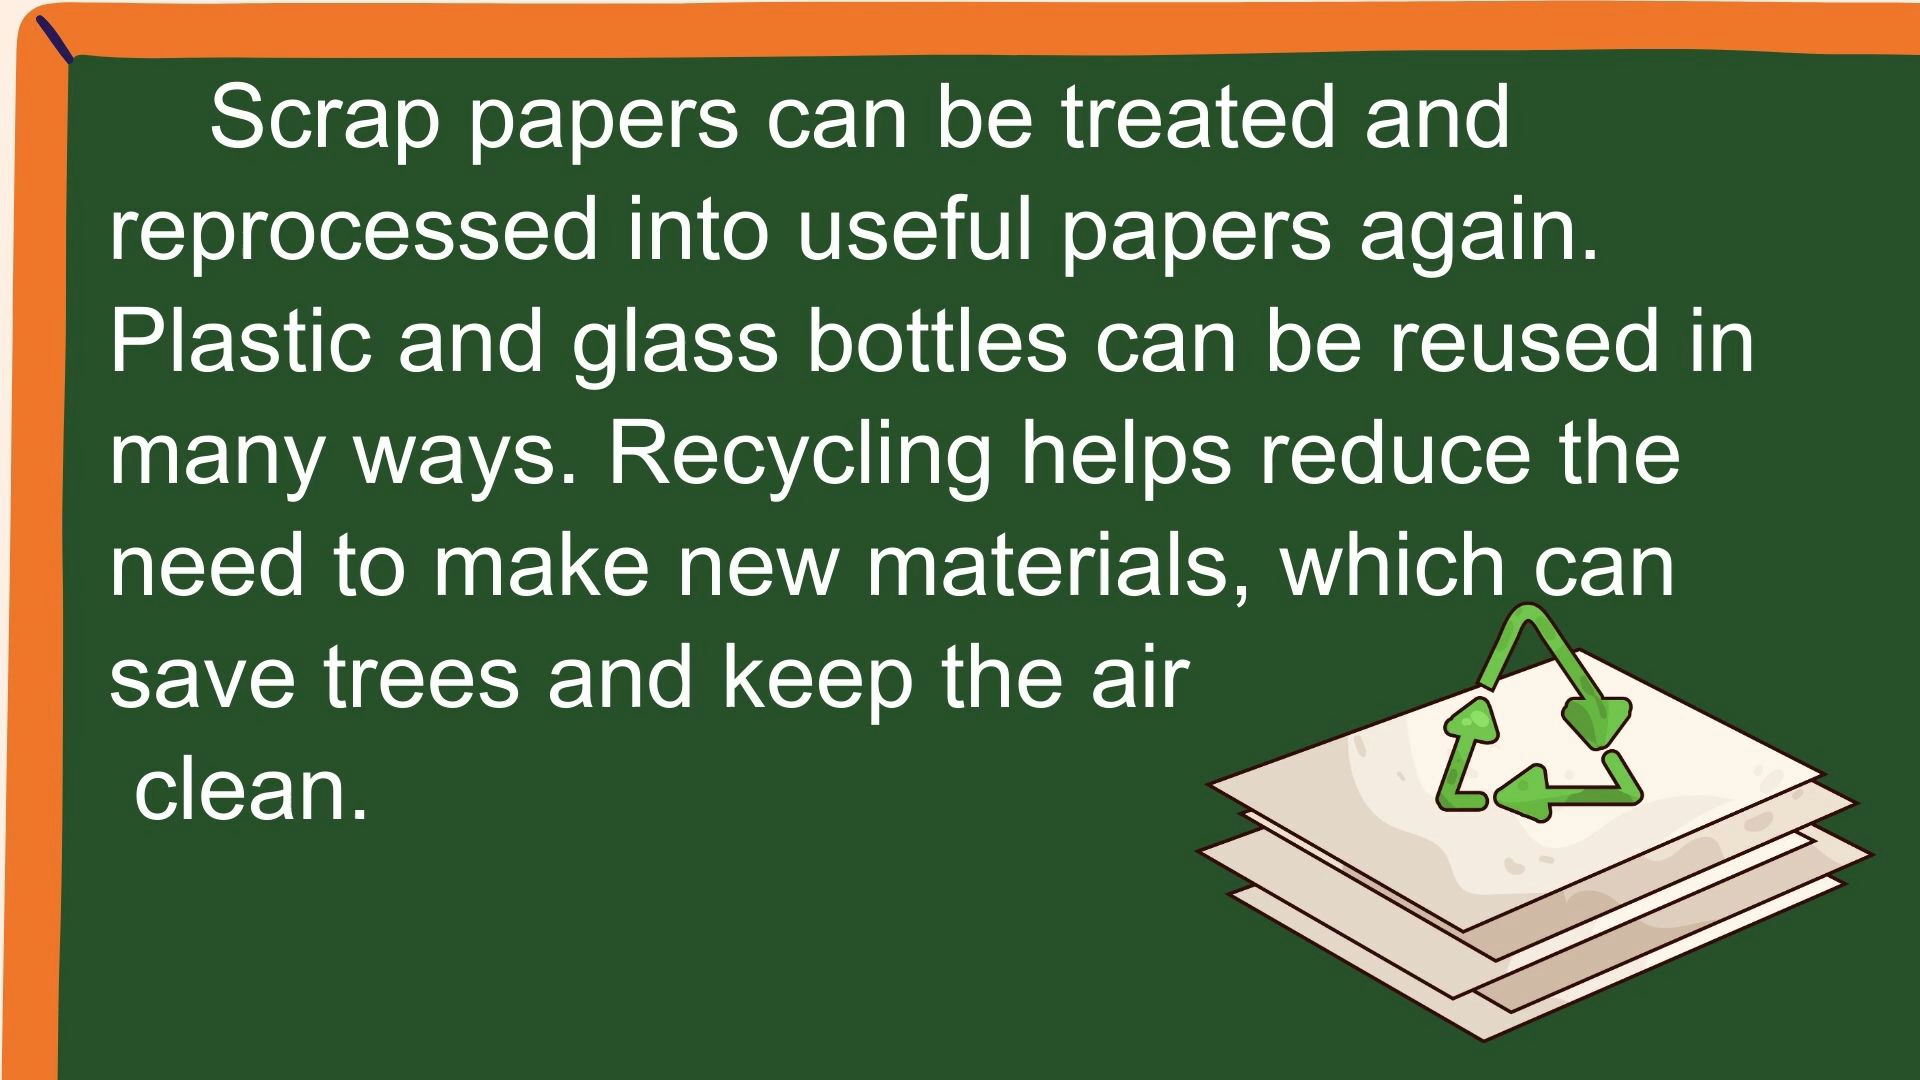 Scrap papers can be treated and
reprocessed into useful papers again.
Plastic and glass bottles can be reused in
many ways. Recycling helps reduce the
need to make new materials, which can
save trees and keep the air
clean.